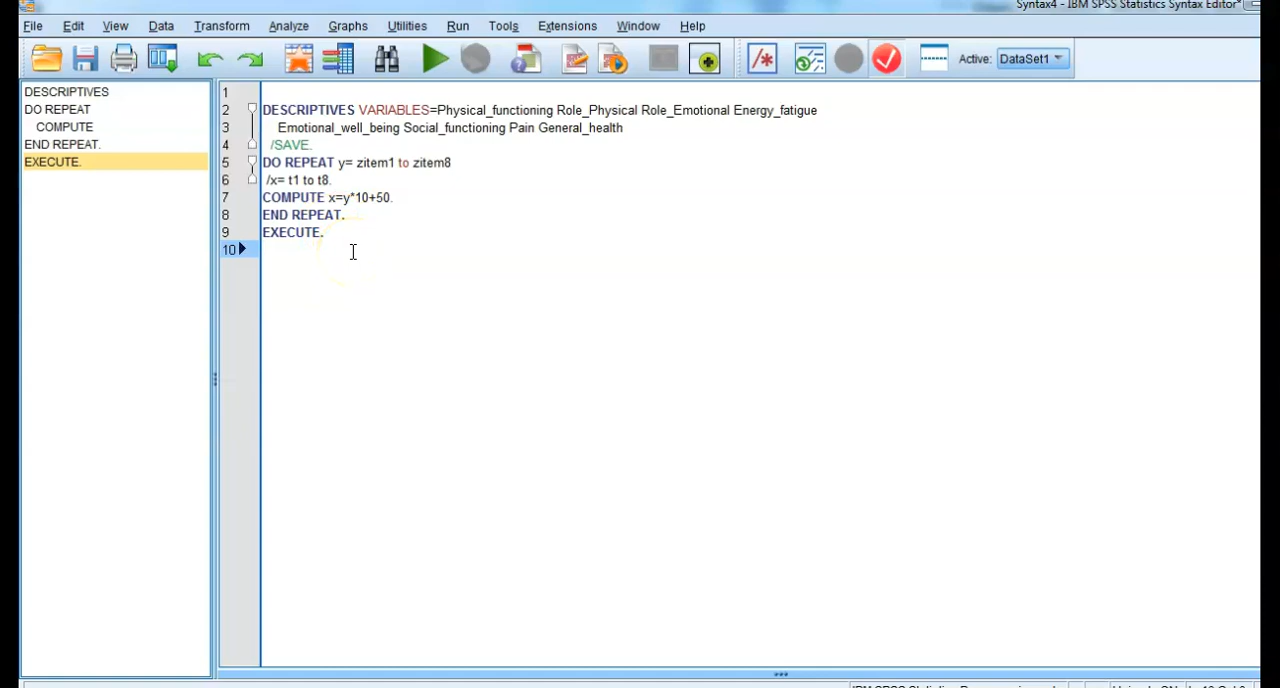 Syntax4 - IBM SPSS Statistics Syntax Editor*
File Edit View Data Transform Graphs Analyze Utilities Run Tools Extensions Window Help
Active: DataSet1
DESCRIPTIVES
DO REPEAT
COMPUTE
END REPEAT.
EXECUTE.
1
2 DESCRIPTIVES VARIABLES=Physical_functioning Role_Physical Role_Emotional Energy_fatigue
3 Emotional_well_being Social_functioning Pain General_health
4 /SAVE.
5 DO REPEAT y= zitem1 to zitem8
6 /x= t1 to t8.
7 COMPUTE x=y*10+50.
8 END REPEAT.
9 EXECUTE.
10